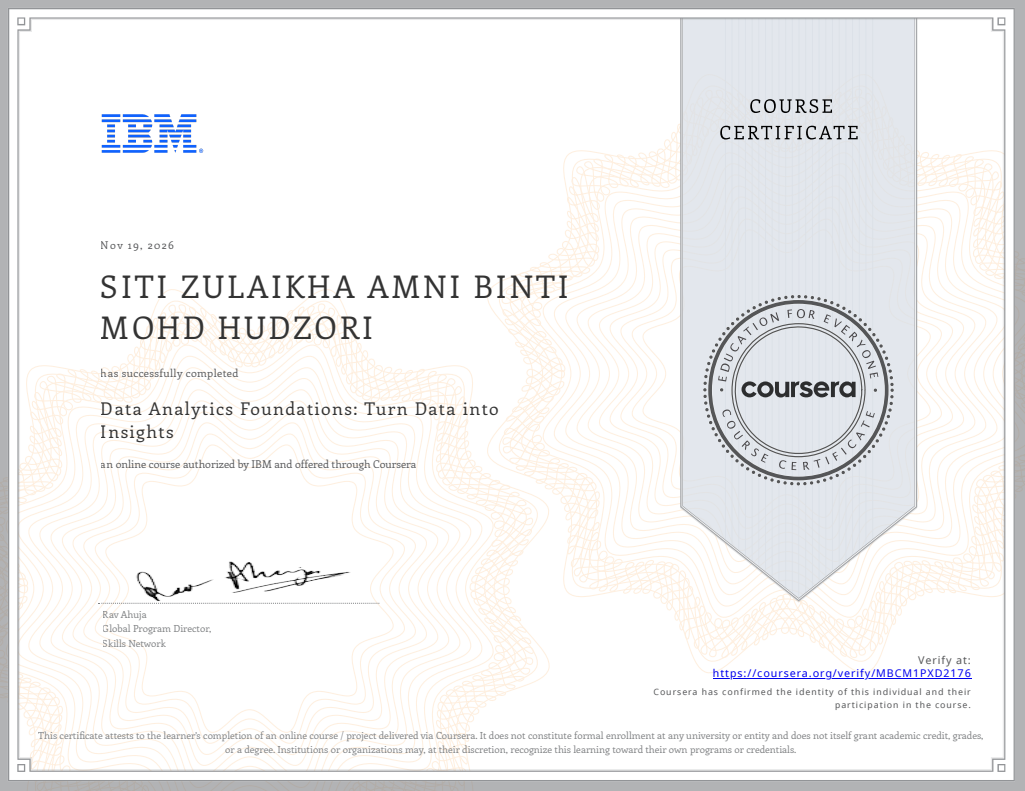 IBM
COURSE
CERTIFICATE
Nov 19, 2026
SITI ZULAIKHA AMNI BINTI
MOHD HUDZORI
has successfully completed
Data Analytics Foundations: Turn Data into
Insights
an online course authorized by IBM and offered through Coursera
EDUCATION FOR EVERYONE
coursera
COURSE CERTIFICATE
Rav Ahuja
Rav Ahuja
Global Program Director,
Skills Network
Verify at:
https://coursera.org/verify/MBCM1PXD2176
Coursera has confirmed the identity of this individual and their
participation in the course.
This certificate attests to the learner's completion of an online course / project delivered via Coursera. It does not constitute formal enrollment at any university or entity and does not itself grant academic credit, grades,
or a degree. Institutions or organizations may, at their discretion, recognize this learning toward their own programs or credentials.